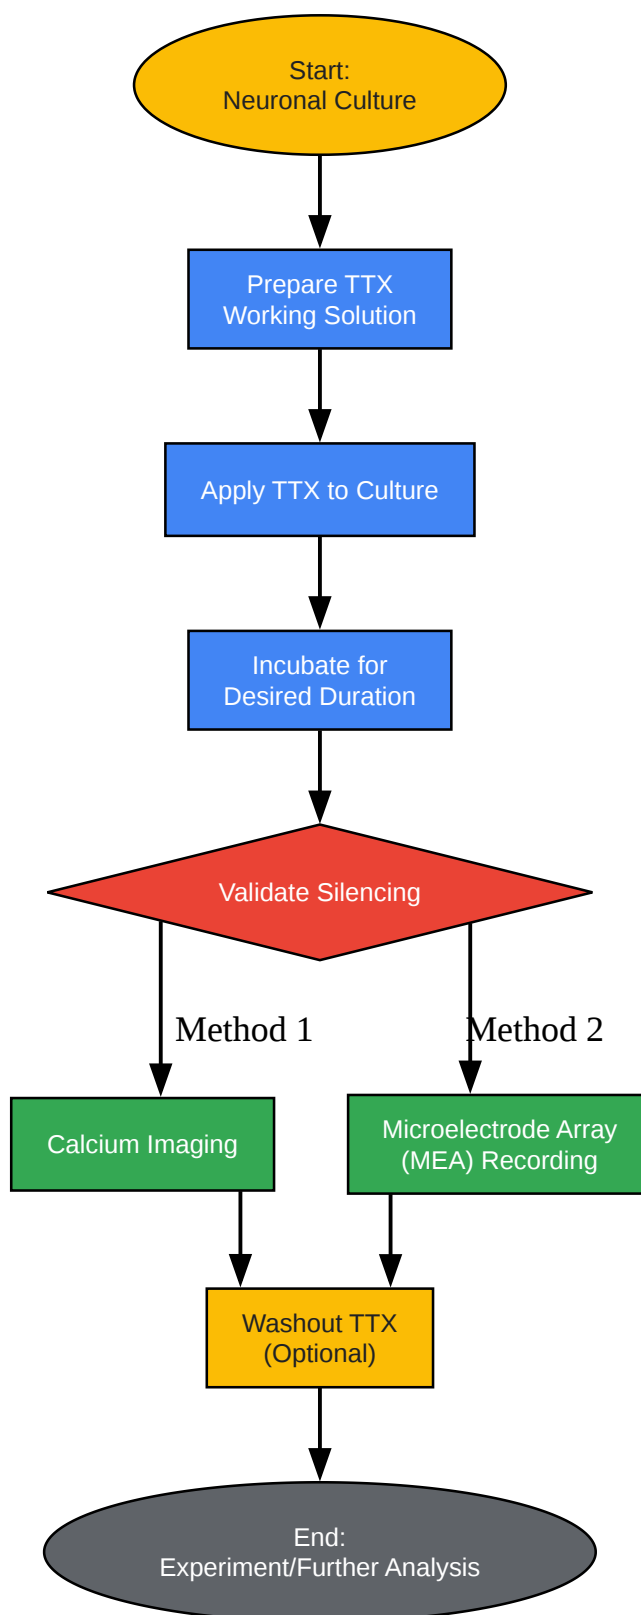 Start:
Neuronal Culture
Prepare TTX
Working Solution
Apply TTX to Culture
Incubate for
Desired Duration
Validate Silencing
Method 1
Method 2
Calcium Imaging
Microelectrode Array
(MEA) Recording
Washout TTX
(Optional)
End:
Experiment/Further Analysis